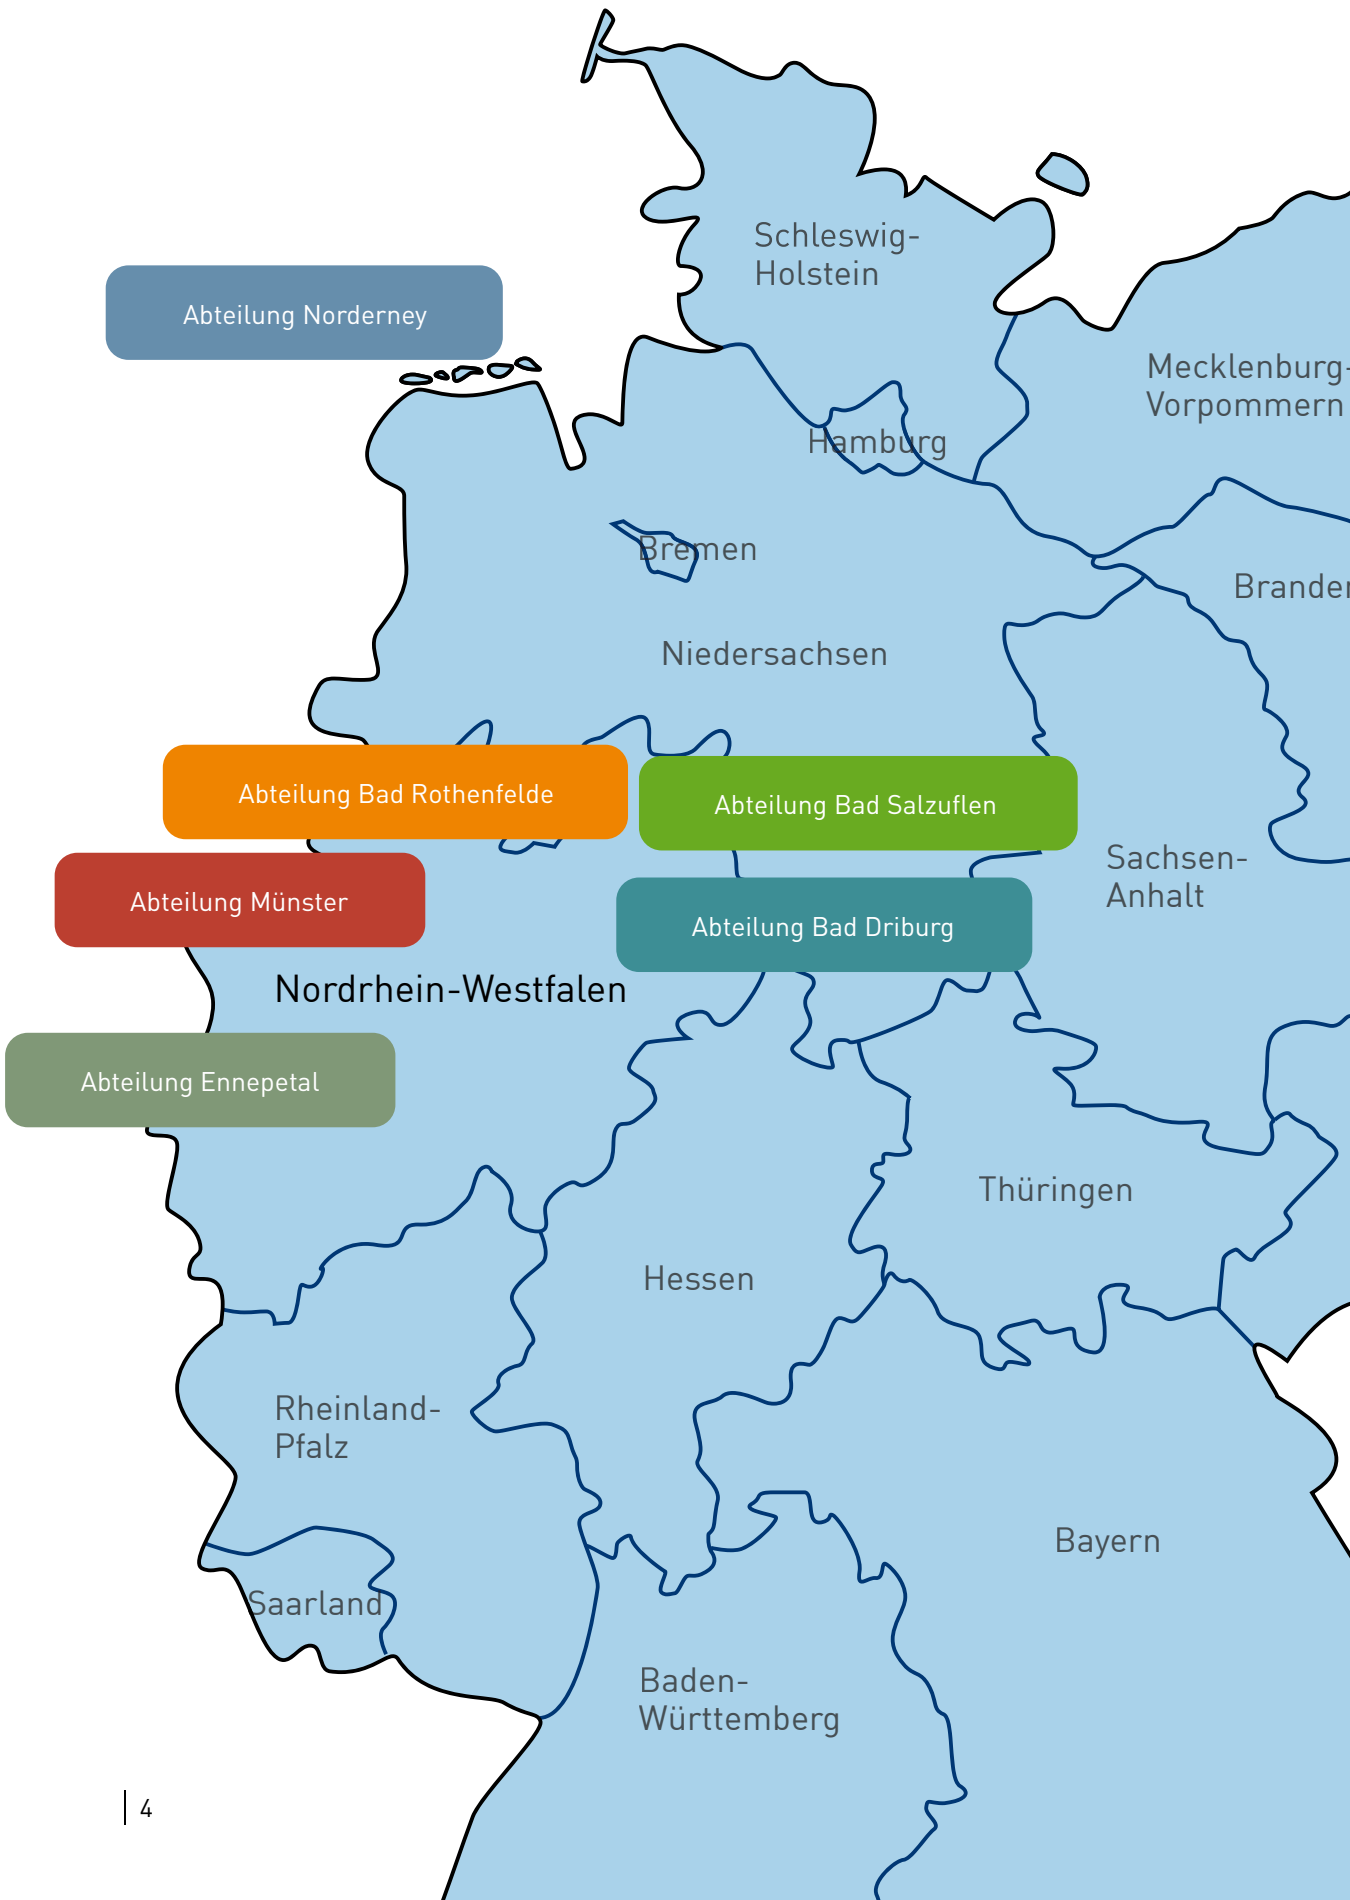 Schleswig-
Holstein
Abteilung Norderney
Mecklenburg-
Vorpommern
Hamburg
Bremen
Branden
Niedersachsen
Abteilung Bad Rothenfelde
Abteilung Bad Salzuflen
Sachsen-
Anhalt
Abteilung Münster
Abteilung Bad Driburg
Nordrhein-Westfalen
Abteilung Ennepetal
Thüringen
Hessen
Rheinland-
Pfalz
Bayern
Saarland
Baden-
Württemberg
4